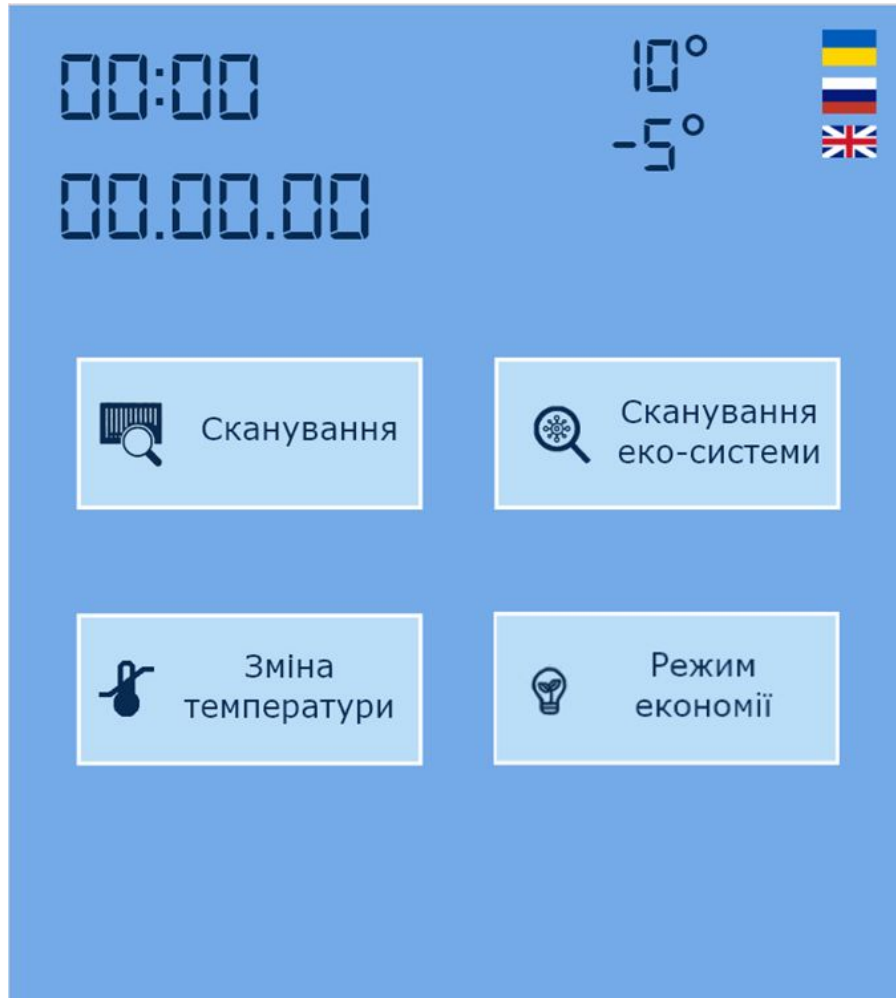 00:00
10°
-5°
00.00.00
Сканування
Сканування
еко-системи
Зміна
температури
Режим
економії